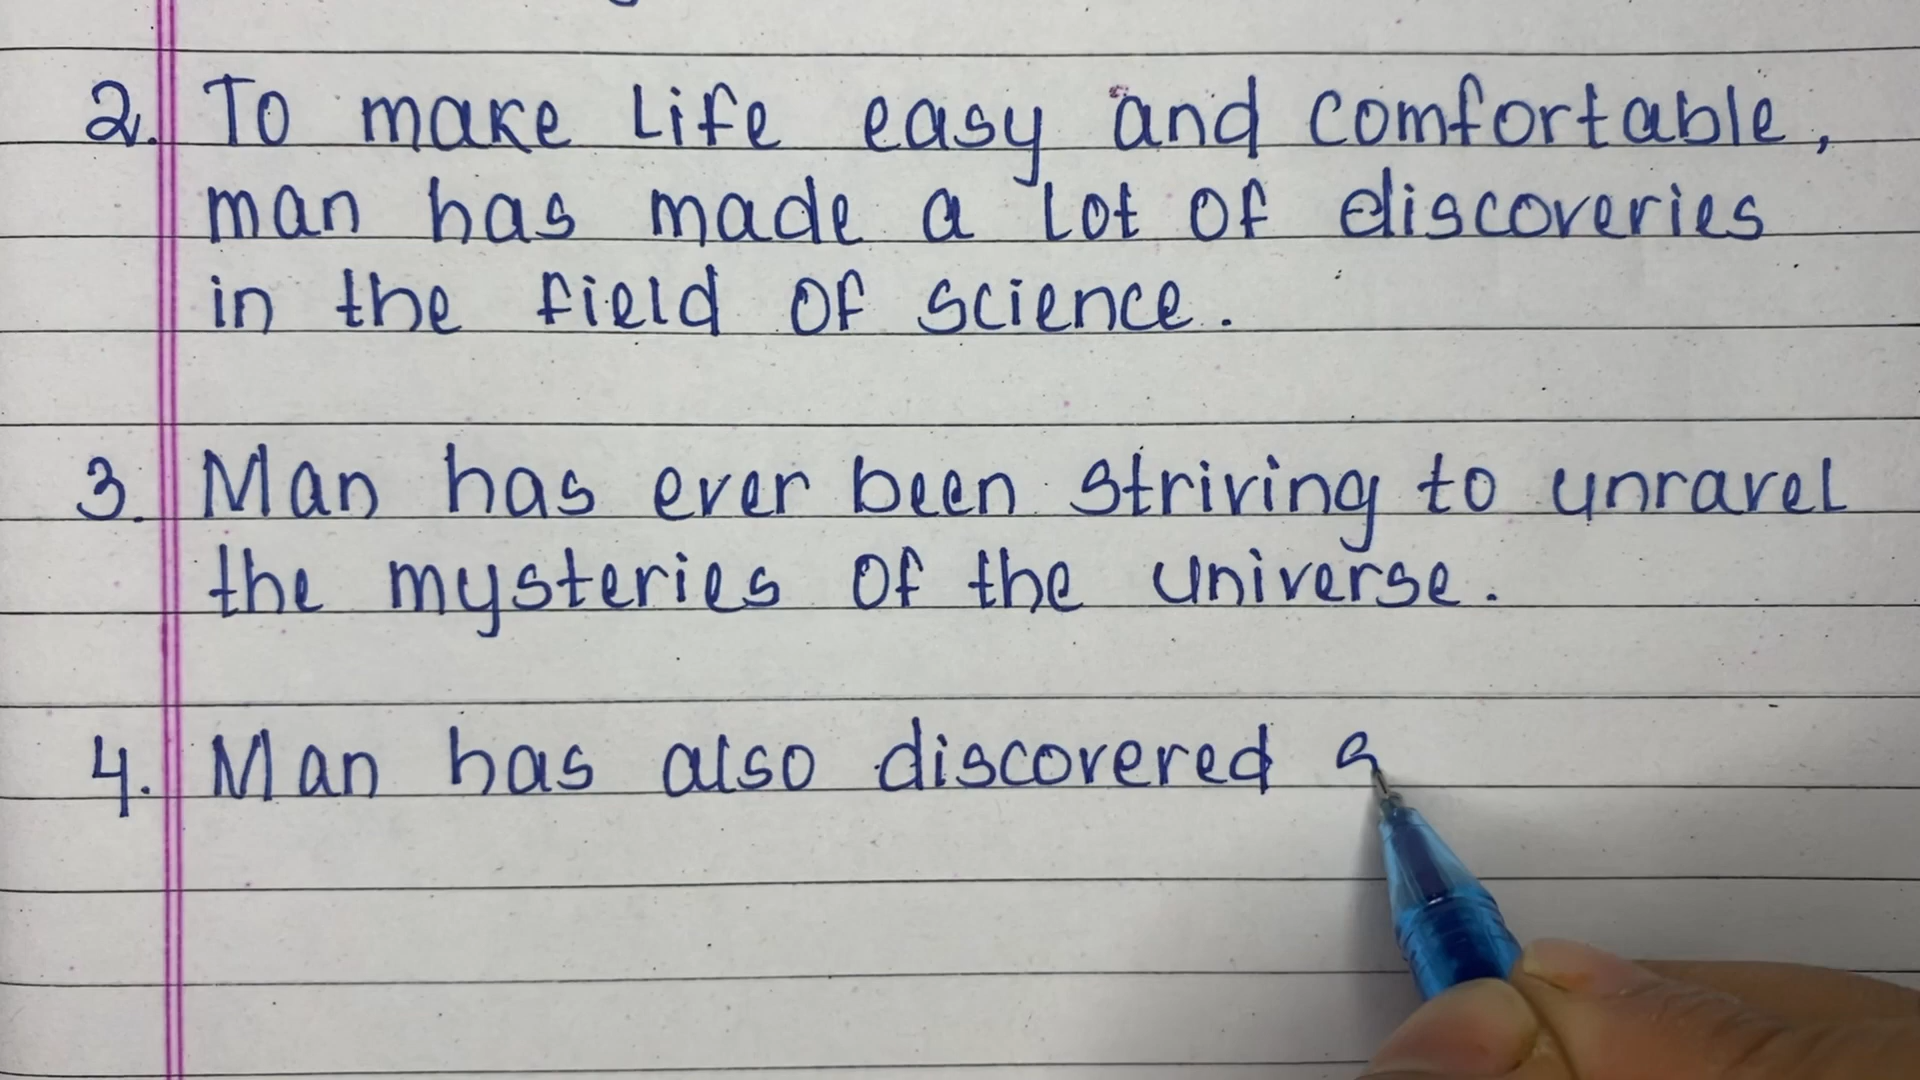 2. To make life easy and comfortable,
man has made a lot of discoveries
in the field of science.
3. Man has ever been striving to unravel
the mysteries of the universe.
4. Man has also discovered s